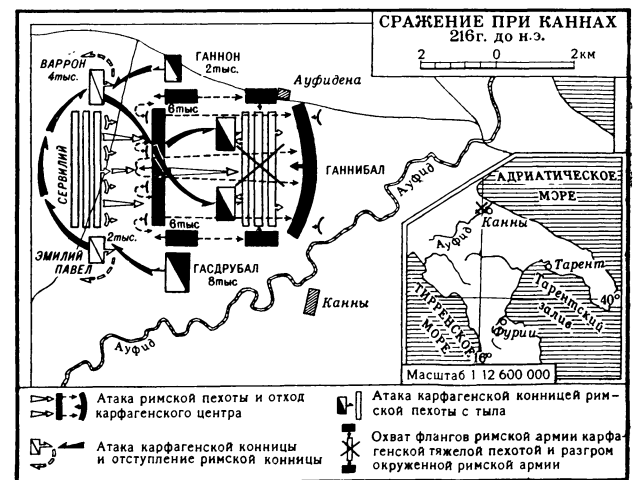 СРАЖЕНИЕ ПРИ КАННАХ
216г. до н.э.
2 0 2км
ВАРРОН
4тыс.
ГАННОН
2тыс.
Ауфидена
6тыс
СЕРВИЛИЙ
ГАННИБАЛ
Ауфид
6тыс
2тыс.
ЭМИЛИЙ
ПАВЕЛ
ГАСДРУБАЛ
8тыс
Канны
Ауфид
АДРИАТИЧЕСКОЕ
МОРЕ
Канны
Ауфид
Тарент
40°
Тарентский
залив
ТИРРЕНСКОЕ
МОРЕ
Фурии
16°
Масштаб 1 12 600 000
Атака римской пехоты и отход
карфагенского центра
Атака карфагенской конницы
и отступление римской конницы
Атака карфагенской конницей рим-
ской пехоты с тыла
Охват флангов римской армии карфа-
генской тяжелой пехотой и разгром
окруженной римской армии